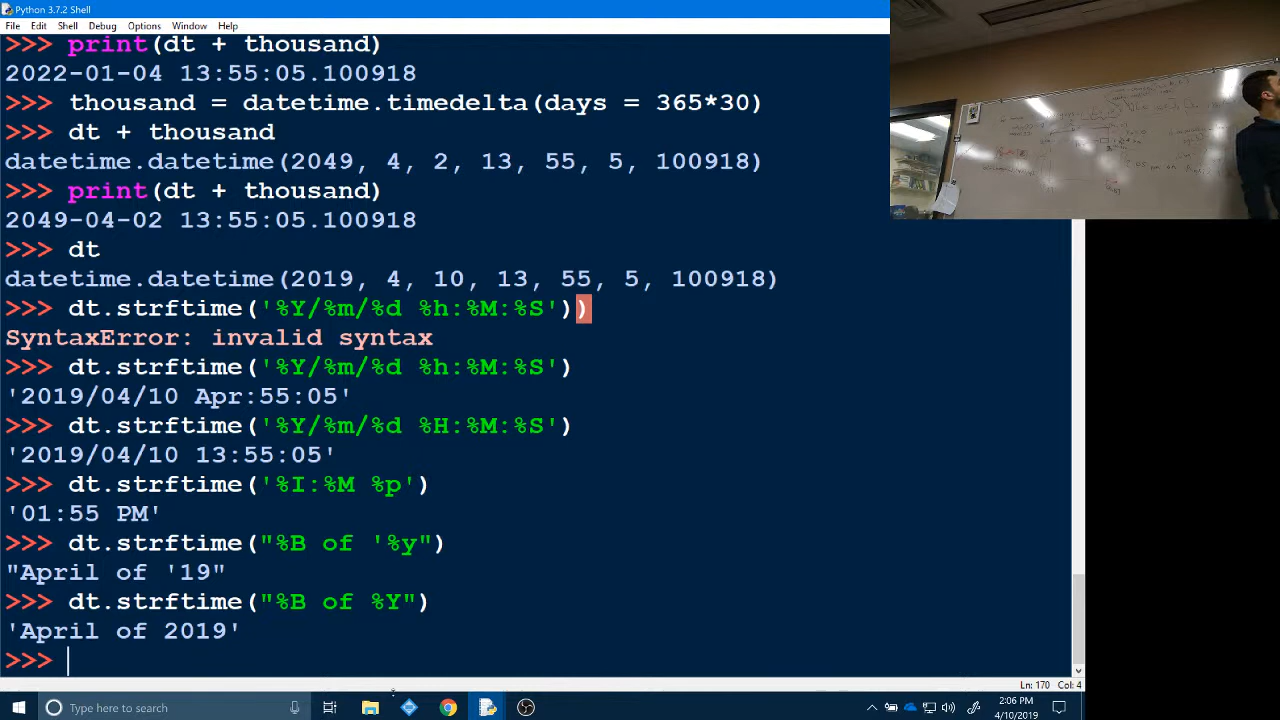 Python 3.7.2 Shell
File Edit Shell Debug Options Window Help
>>> print(dt + thousand)
2022-01-04 13:55:05.100918
>>> thousand = datetime.timedelta(days = 365*30)
>>> dt + thousand
datetime.datetime(2049, 4, 2, 13, 55, 5, 100918)
>>> print(dt + thousand)
2049-04-02 13:55:05.100918
>>> dt
datetime.datetime(2019, 4, 10, 13, 55, 5, 100918)
>>> dt.strftime('%Y/%m/%d %h:%M:%S'))
SyntaxError: invalid syntax
>>> dt.strftime('%Y/%m/%d %h:%M:%S')
'2019/04/10 Apr:55:05'
>>> dt.strftime('%Y/%m/%d %H:%M:%S')
'2019/04/10 13:55:05'
>>> dt.strftime('%I:%M %p')
'01:55 PM'
>>> dt.strftime("%B of '%y")
"April of '19"
>>> dt.strftime("%B of %Y")
'April of 2019'
>>>
Ln: 170 Col: 4
Type here to search
2:06 PM
4/10/2019